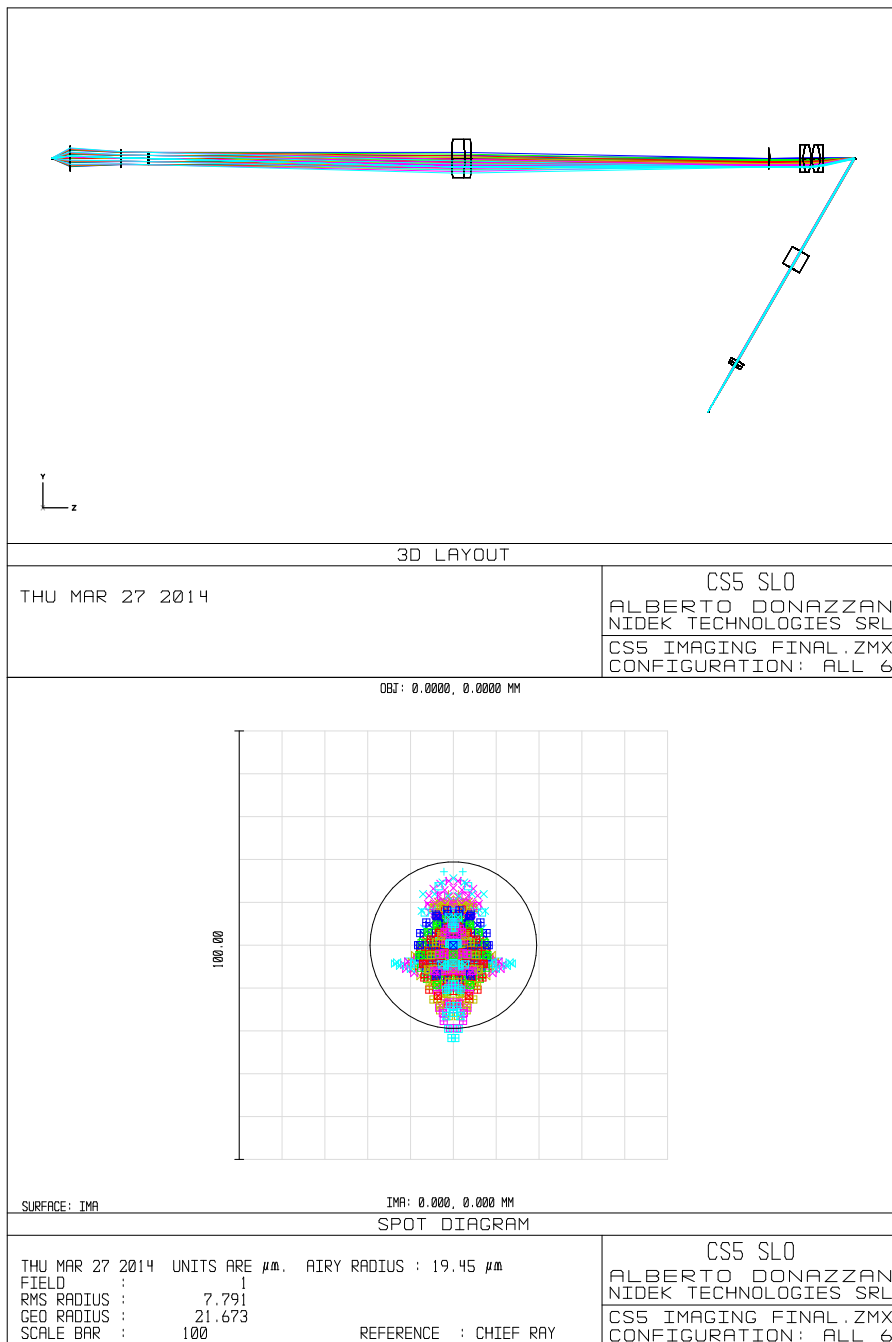 Y
Z
3D LAYOUT
THU MAR 27 2014
CS5 SLO
ALBERTO DONAZZAN
NIDEK TECHNOLOGIES SRL
CS5 IMAGING FINAL.ZMX
CONFIGURATION: ALL 6
OBJ: 0.0000, 0.0000 MM
100.00
SURFACE: IMA
IMA: 0.000, 0.000 MM
SPOT DIAGRAM
THU MAR 27 2014 UNITS ARE µm. AIRY RADIUS : 19.45 µm
FIELD : 1
RMS RADIUS : 7.791
GEO RADIUS : 21.673
SCALE BAR : 100 REFERENCE : CHIEF RAY
CS5 SLO
ALBERTO DONAZZAN
NIDEK TECHNOLOGIES SRL
CS5 IMAGING FINAL.ZMX
CONFIGURATION: ALL 6